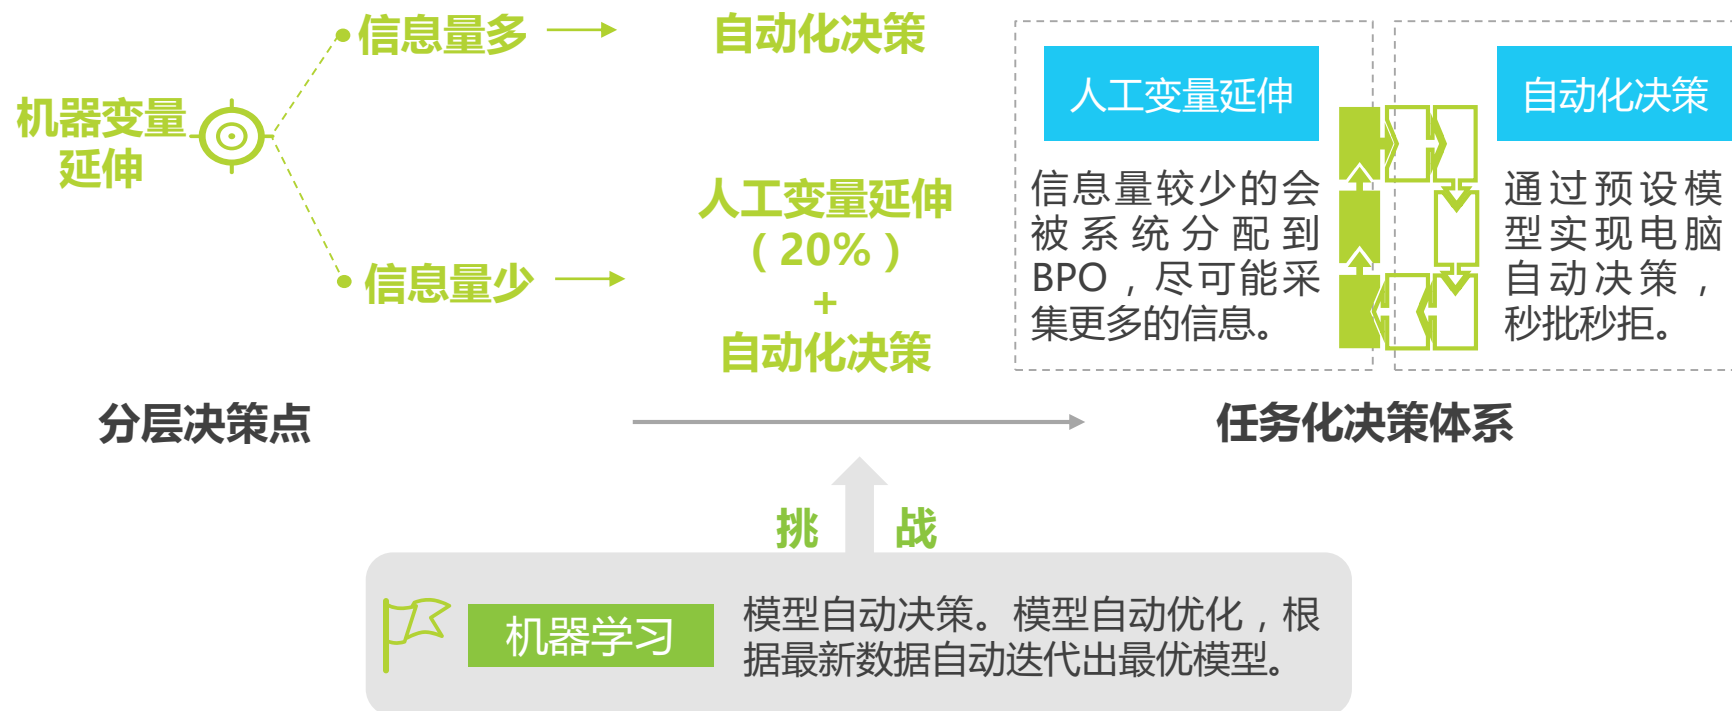 机器变量
延伸
信息量多
自动化决策
信息量少
人工变量延伸
（20%）
+
自动化决策
人工变量延伸
信息量较少的会
被系统分配到
BPO，尽可能采
集更多的信息。
自动化决策
通过预设模
型实现电脑
自动决策，
秒批秒拒。
分层决策点
任务化决策体系
挑 战
机器学习
模型自动决策。模型自动优化，根
据最新数据自动迭代出最优模型。